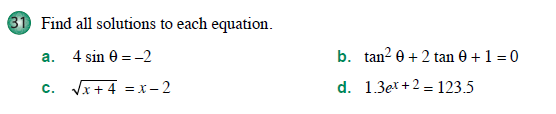 31 Find all solutions to each equation.
a. 4 sin θ = –2 b. tan² θ + 2 tan θ + 1 = 0
c. √x + 4 = x – 2 d. 1.3eˣ⁺² = 123.5